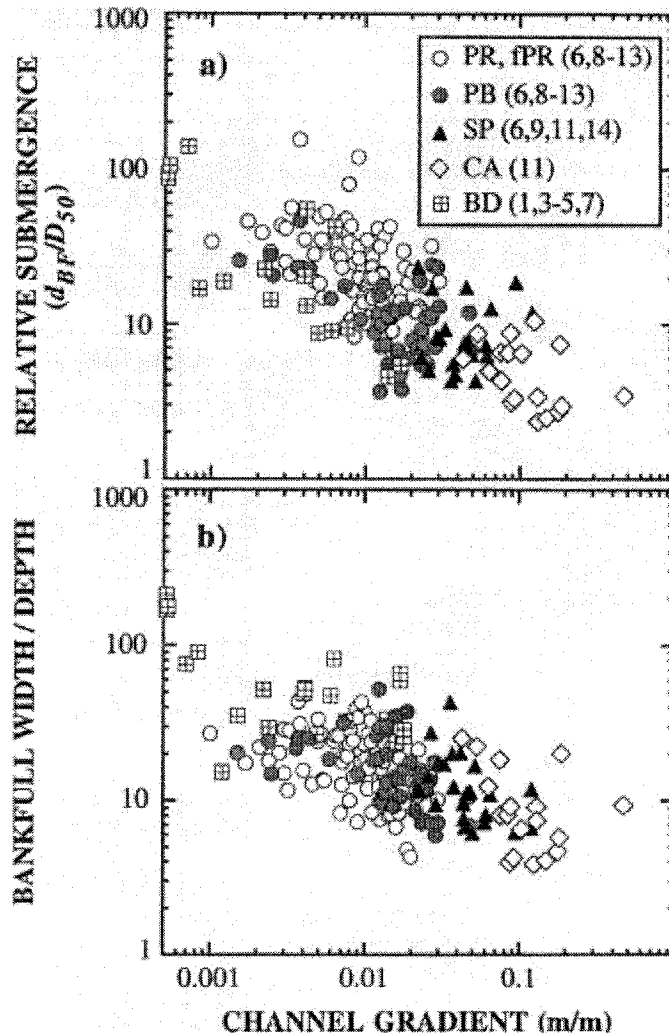 1000
a)
PR, fPR (6,8-13)
PB (6,8-13)
SP (6,9,11,14)
CA (11)
BD (1,3-5,7)
100
10
1
RELATIVE SUBMERGENCE
(dBF/D50)
1000
b)
100
10
1
BANKFULL WIDTH / DEPTH
0.001 0.01 0.1
CHANNEL GRADIENT (m/m)